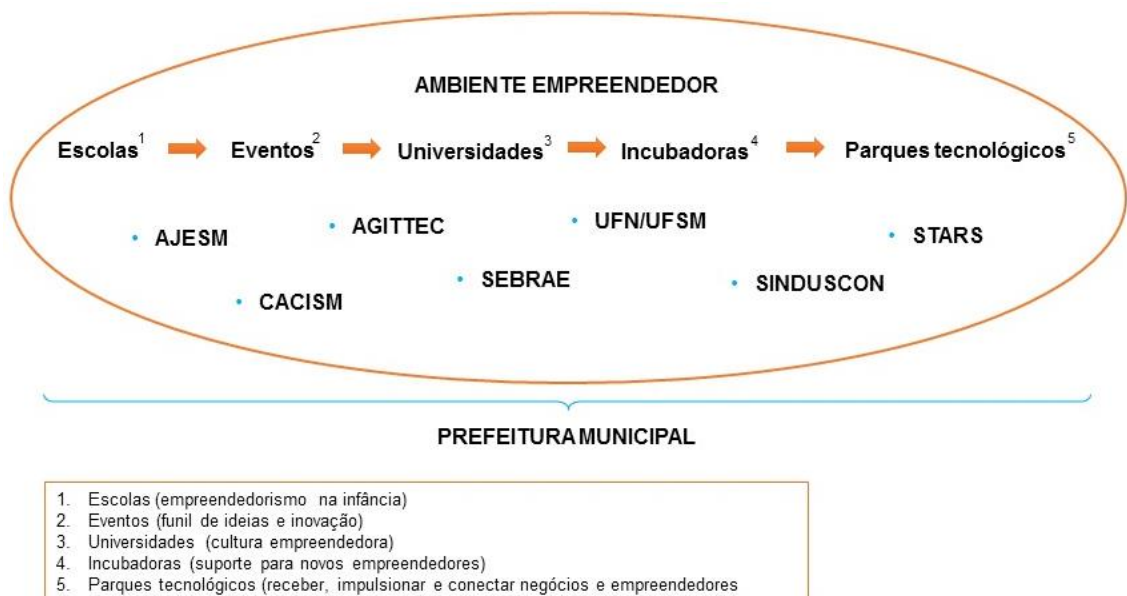 AMBIENTE EMPREENDEDOR
Escolas1 Eventos2 Universidades3 Incubadoras4 Parques tecnológicos5
• AJESM
• AGITTEC
• UFN/UFSM
• STARS
• CACISM
• SEBRAE
• SINDUSCON
PREFEITURA MUNICIPAL
1. Escolas (empreendedorismo na infância)
2. Eventos (funil de ideias e inovação)
3. Universidades (cultura empreendedora)
4. Incubadoras (suporte para novos empreendedores)
5. Parques tecnológicos (receber, impulsionar e conectar negócios e empreendedores